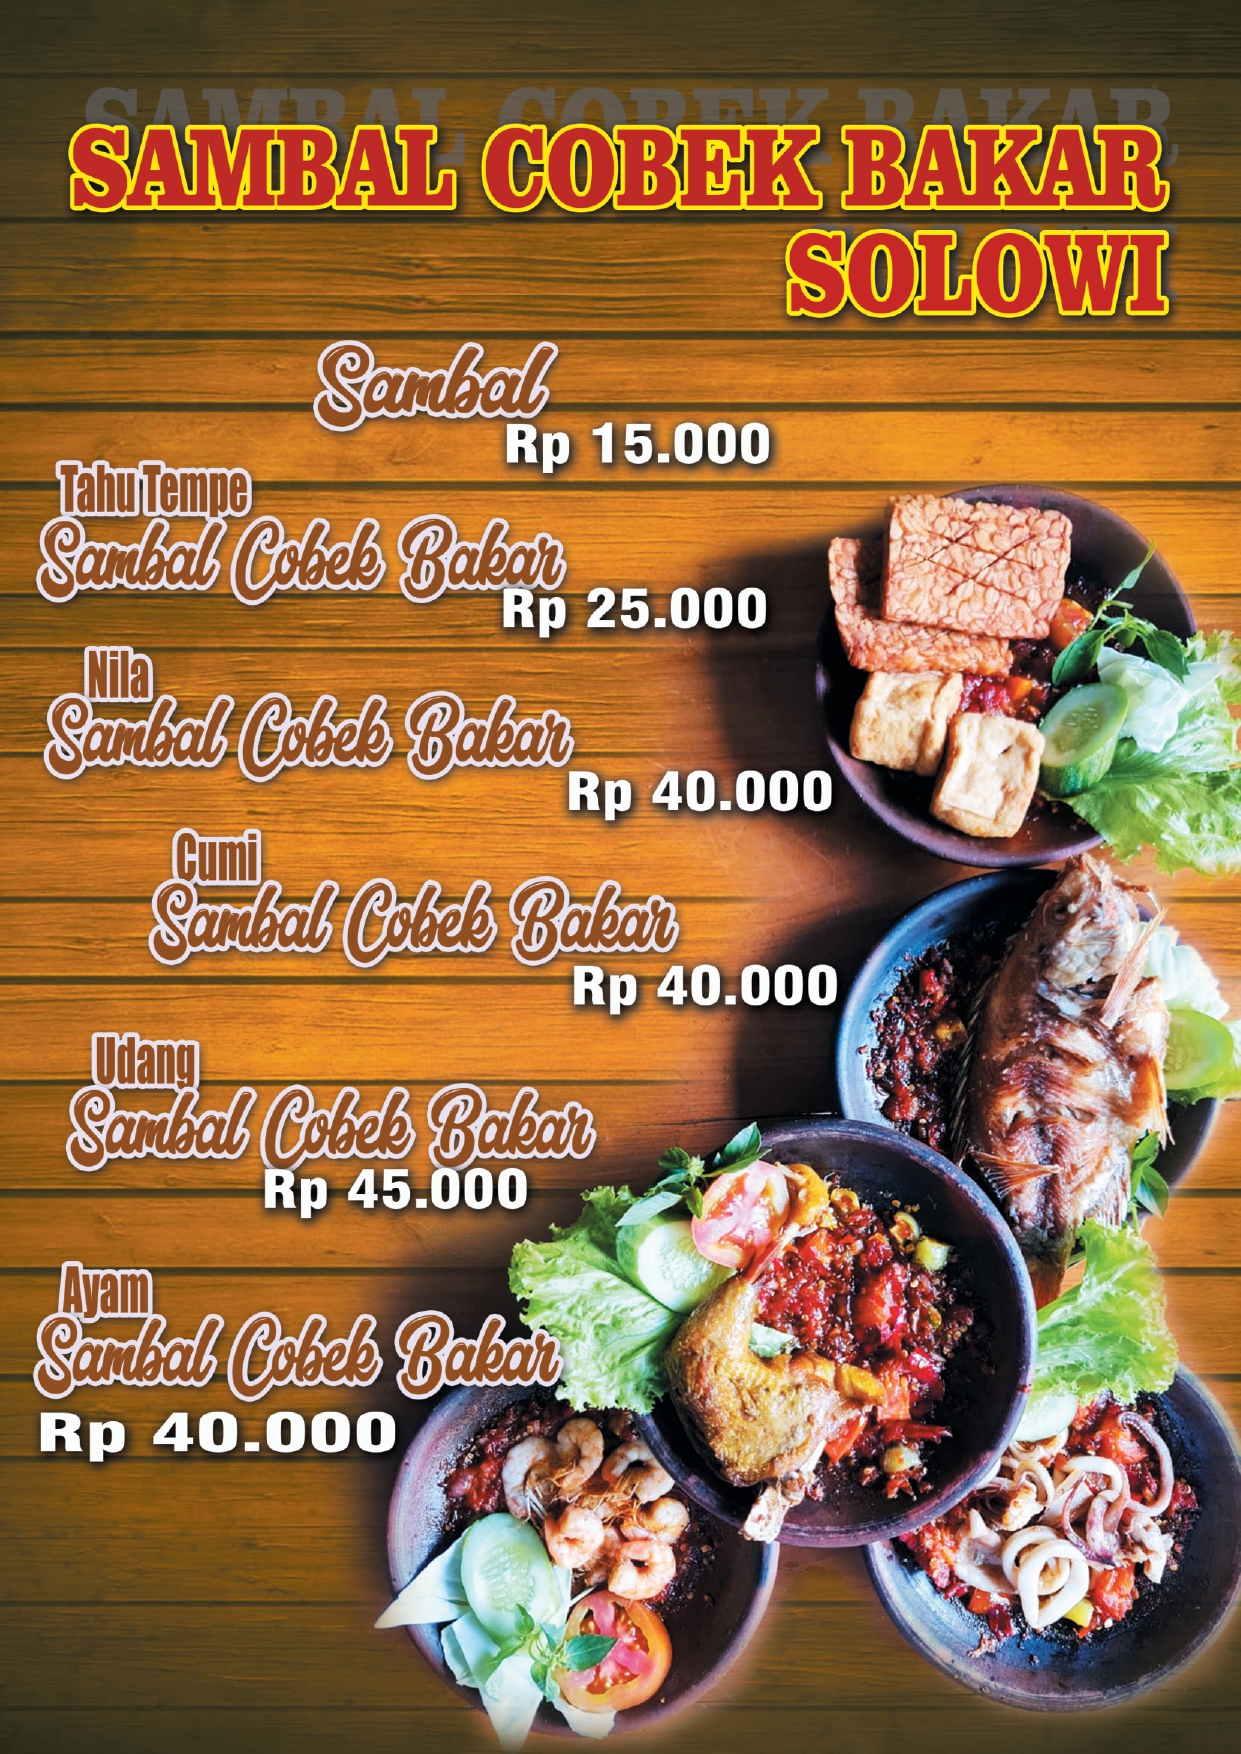 SAMBAL COBEK BAKAR
SOLOWI
Sambal
Rp 15.000
Tahu Tempe
Sambal Cobek Bakar
Rp 25.000
Nila
Sambal Cobek Bakar
Rp 40.000
Cumi
Sambal Cobek Bakar
Rp 40.000
Udang
Sambal Cobek Bakar
Rp 45.000
Ayam
Sambal Cobek Bakar
Rp 40.000